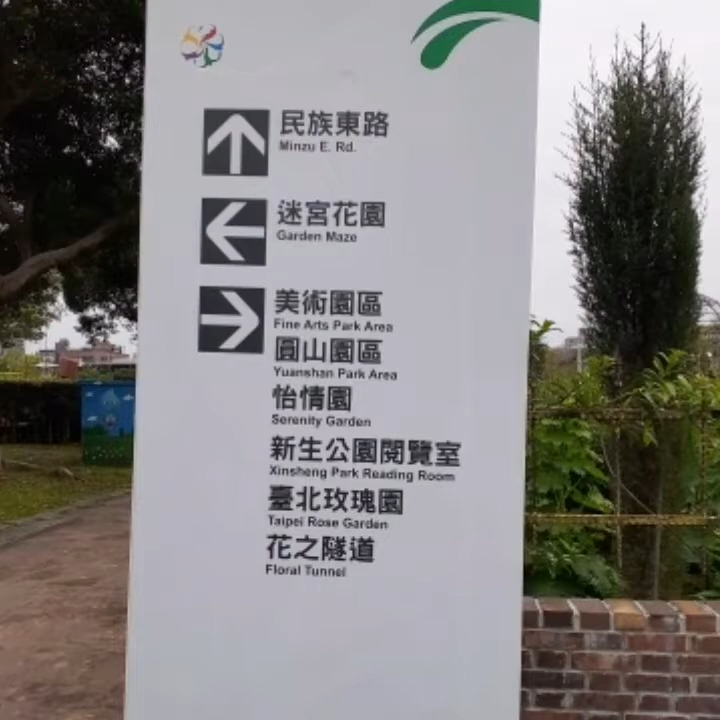 民族東路
Minzu E. Rd.
迷宮花園
Garden Maze
美術園區
Fine Arts Park Area
圓山園區
Yuanshan Park Area
怡情園
Serenity Garden
新生公園閱覽室
Xinsheng Park Reading Room
臺北玫瑰園
Taipei Rose Garden
花之隧道
Floral Tunnel